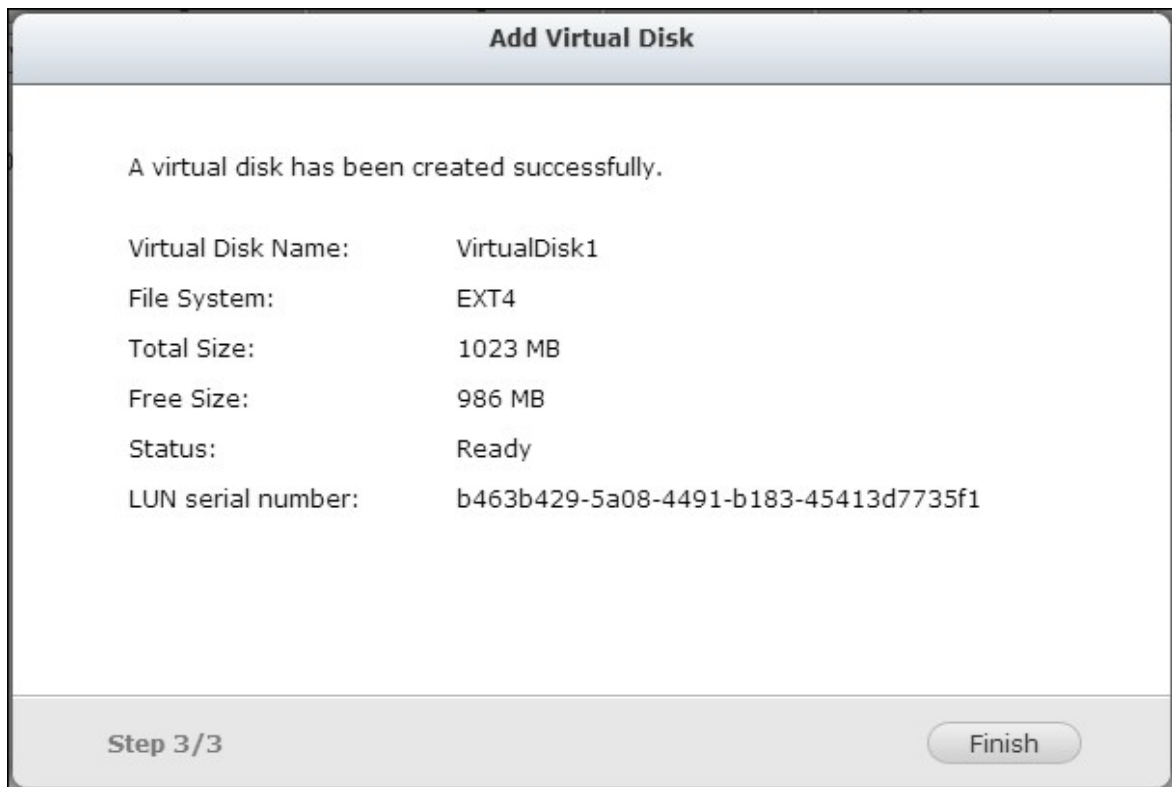 Add Virtual Disk
A virtual disk has been created successfully.
Virtual Disk Name: VirtualDisk1
File System: EXT4
Total Size: 1023 MB
Free Size: 986 MB
Status: Ready
LUN serial number: b463b429-5a08-4491-b183-45413d7735f1
Step 3/3 Finish